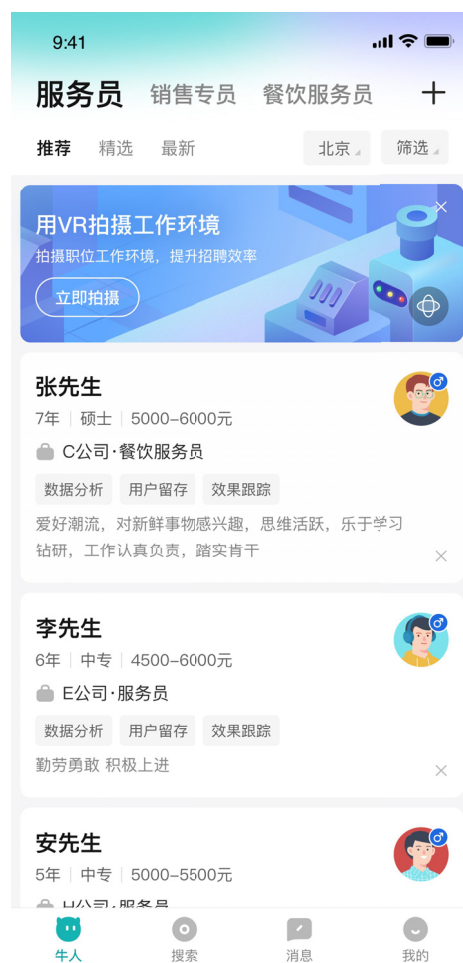 9:41
服务员 销售专员 餐饮服务员
推荐 精选 最新 北京 筛选
用VR拍摄工作环境
拍摄职位工作环境，提升招聘效率
立即拍摄
张先生
7年 硕士 5000-6000元
C公司·餐饮服务员
数据分析 用户留存 效果跟踪
爱好潮流，对新鲜事物感兴趣，思维活跃，乐于学习
钻研，工作认真负责，踏实肯干
李先生
6年 中专 4500-6000元
E公司·服务员
数据分析 用户留存 效果跟踪
勤劳勇敢 积极上进
安先生
5年 中专 5000-5500元
H公司·服务员
牛人 搜索 消息 我的